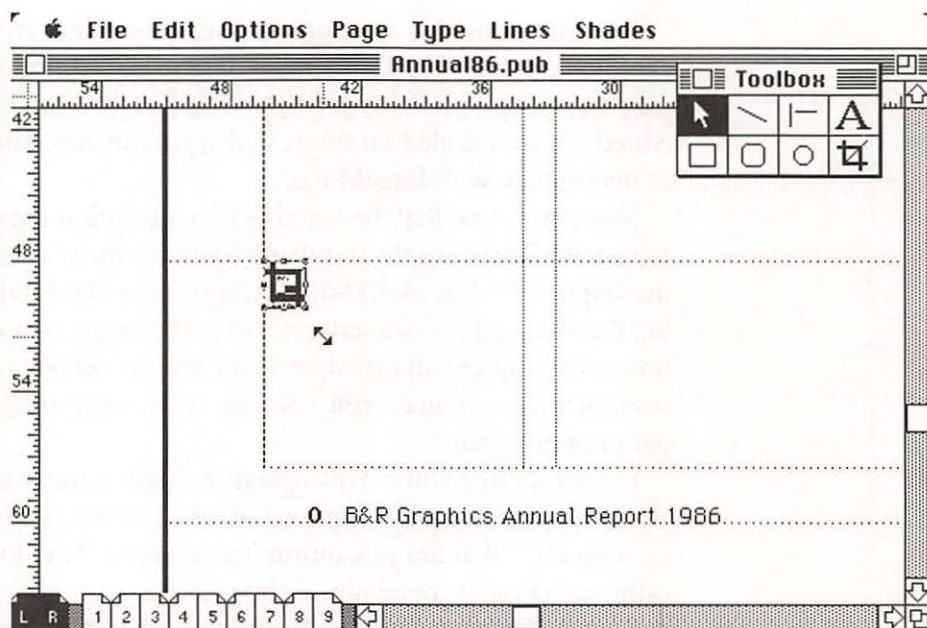 File Edit Options Page Type Lines Shades
Annual86.pub
Toolbox
54 48 42 36 30
A
42
48
54
60
0 B&R Graphics Annual Report 1986
L R 1 2 3 4 5 6 7 8 9